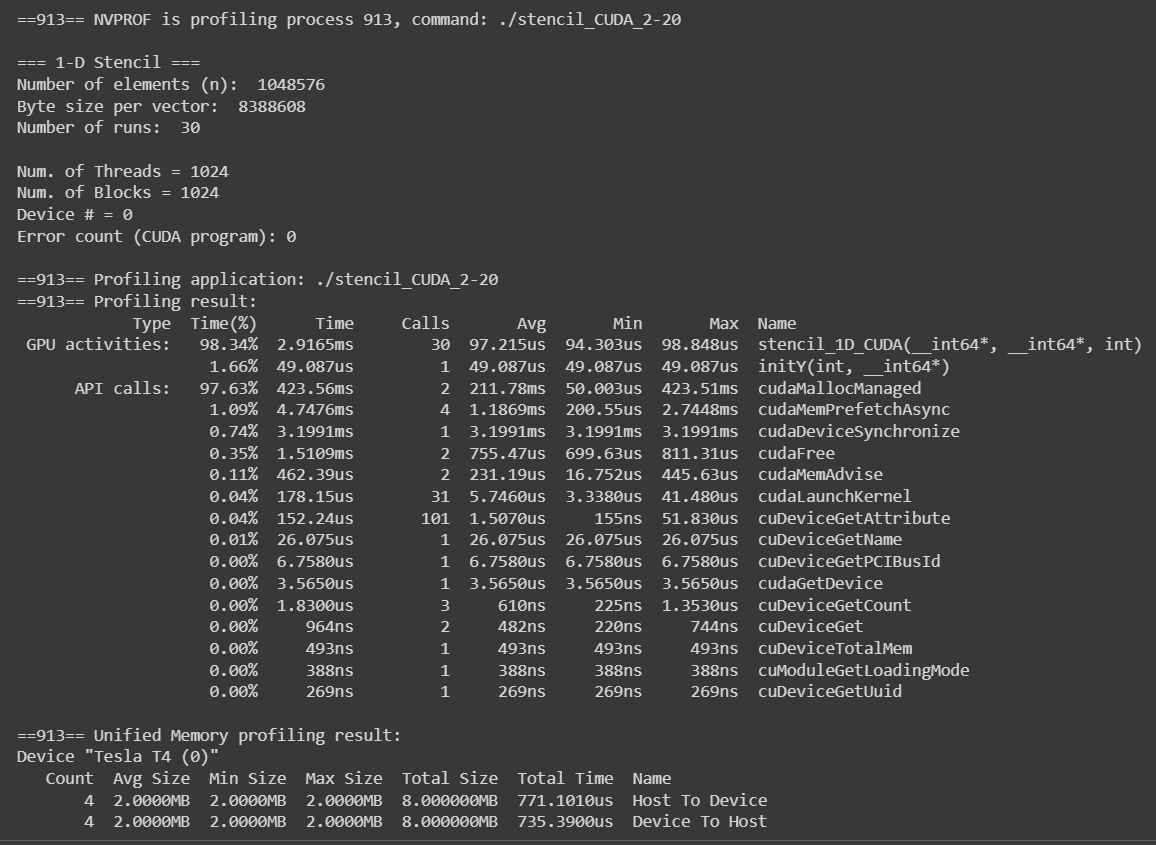 ==913== NVPROF is profiling process 913, command: ./stencil_CUDA_2-20
=== 1-D Stencil ===
Number of elements (n):  1048576
Byte size per vector:  8388608
Number of runs:  30
Num. of Threads = 1024
Num. of Blocks = 1024
Device # = 0
Error count (CUDA program): 0
==913== Profiling application: ./stencil_CUDA_2-20
==913== Profiling result:
            Type  Time(%)      Time     Calls       Avg       Min       Max  Name
 GPU activities:   98.34%  2.9165ms        30  97.215us  94.303us  98.848us  stencil_1D_CUDA(__int64*, __int64*, int)
                    1.66%  49.087us         1  49.087us  49.087us  49.087us  initY(int, __int64*)
      API calls:   97.63%  423.56ms         2  211.78ms  50.003us  423.51ms  cudaMallocManaged
                    1.09%  4.7476ms         4  1.1869ms  200.55us  2.7448ms  cudaMemPrefetchAsync
                    0.74%  3.1991ms         1  3.1991ms  3.1991ms  3.1991ms  cudaDeviceSynchronize
                    0.35%  1.5109ms         2  755.47us  699.63us  811.31us  cudaFree
                    0.11%  462.39us         2  231.19us  16.752us  445.63us  cudaMemAdvise
                    0.04%  178.15us        31  5.7460us  3.3380us  41.480us  cudaLaunchKernel
                    0.04%  152.24us       101  1.5070us     155ns  51.830us  cuDeviceGetAttribute
                    0.01%  26.075us         1  26.075us  26.075us  26.075us  cuDeviceGetName
                    0.00%  6.7580us         1  6.7580us  6.7580us  6.7580us  cuDeviceGetPCIBusId
                    0.00%  3.5650us         1  3.5650us  3.5650us  3.5650us  cudaGetDevice
                    0.00%  1.8300us         3     610ns     225ns  1.3530us  cuDeviceGetCount
                    0.00%     964ns         2     482ns     220ns     744ns  cuDeviceGet
                    0.00%     493ns         1     493ns     493ns     493ns  cuDeviceTotalMem
                    0.00%     388ns         1     388ns     388ns     388ns  cuModuleGetLoadingMode
                    0.00%     269ns         1     269ns     269ns     269ns  cuDeviceGetUuid
==913== Unified Memory profiling result:
Device "Tesla T4 (0)"
   Count  Avg Size  Min Size  Max Size  Total Size  Total Time  Name
       4  2.0000MB  2.0000MB  2.0000MB  8.000000MB  771.1010us  Host To Device
       4  2.0000MB  2.0000MB  2.0000MB  8.000000MB  735.3900us  Device To Host